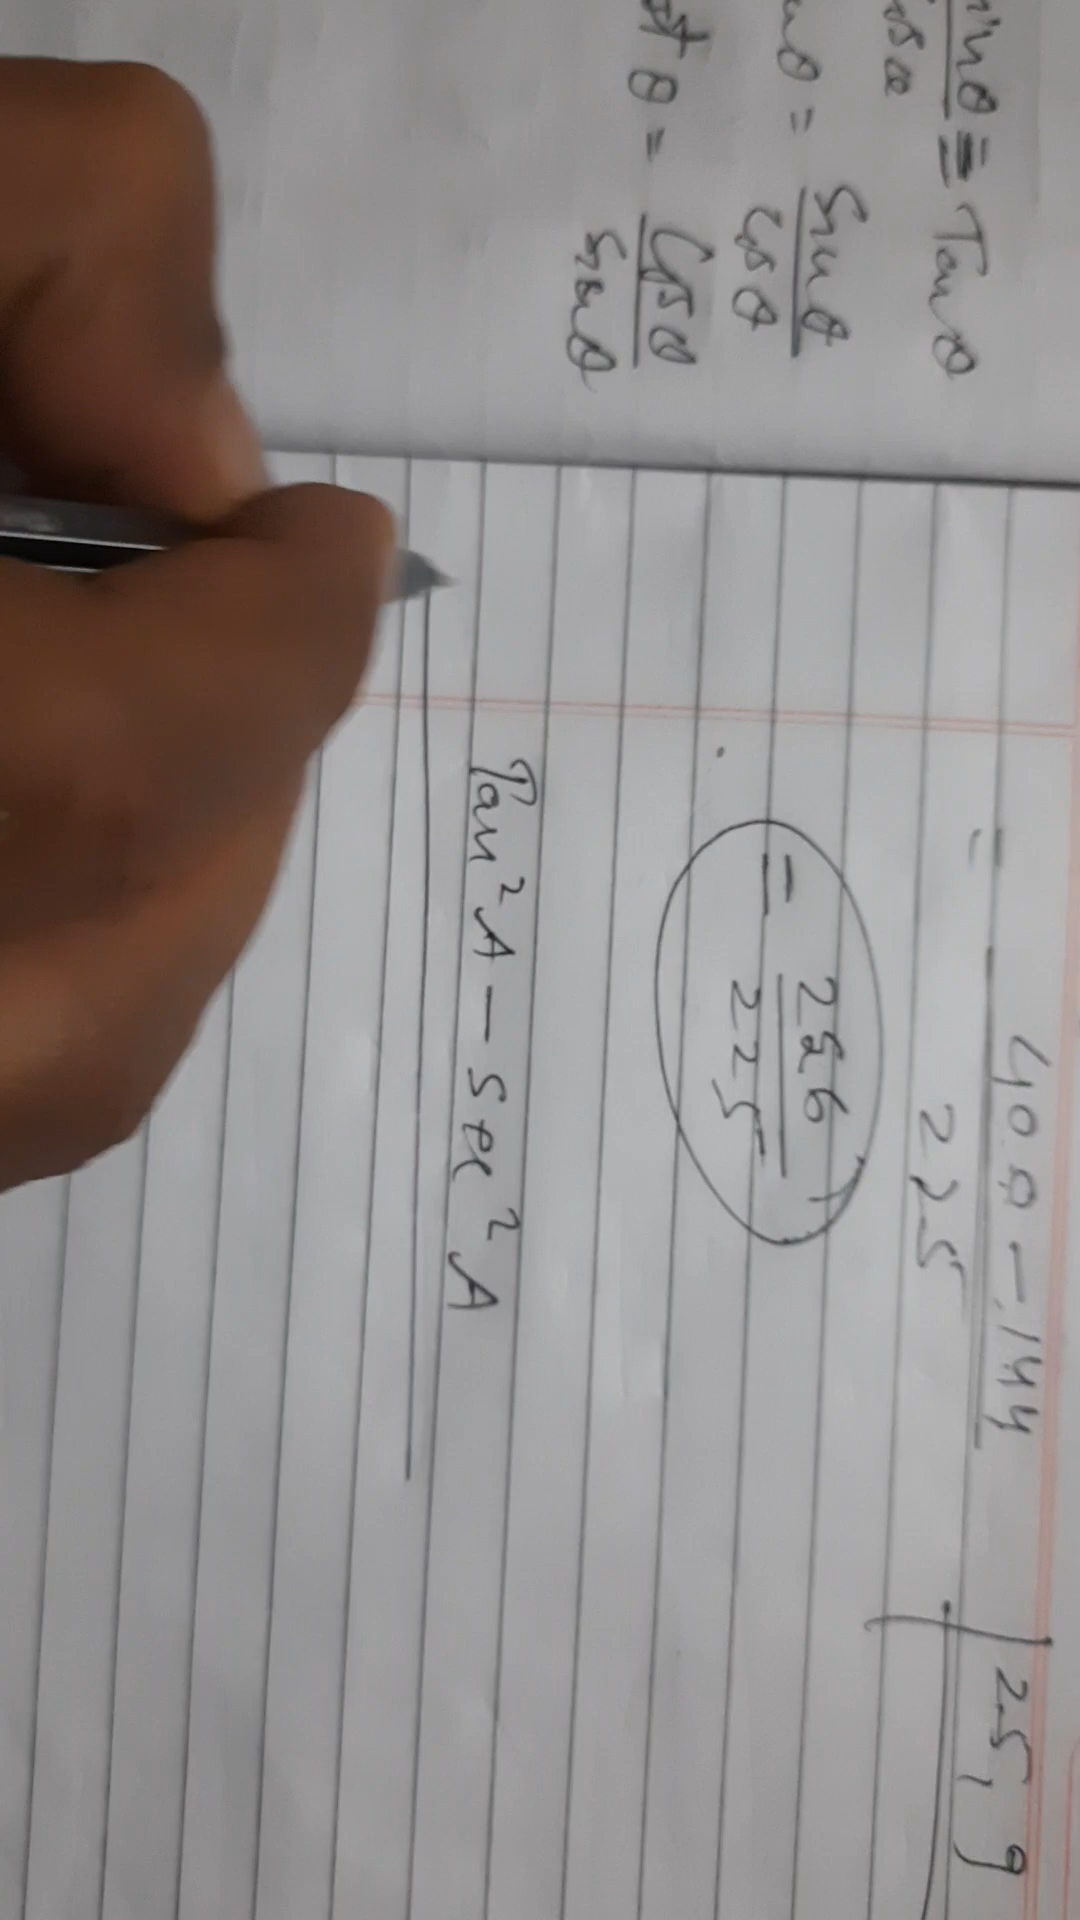 = Tan θ
θ = Sin θ
Cos θ
θ = Cos θ
Sin θ
= 400 - 144
225
25, 9
= 256
225
Tan²A - Sec²A